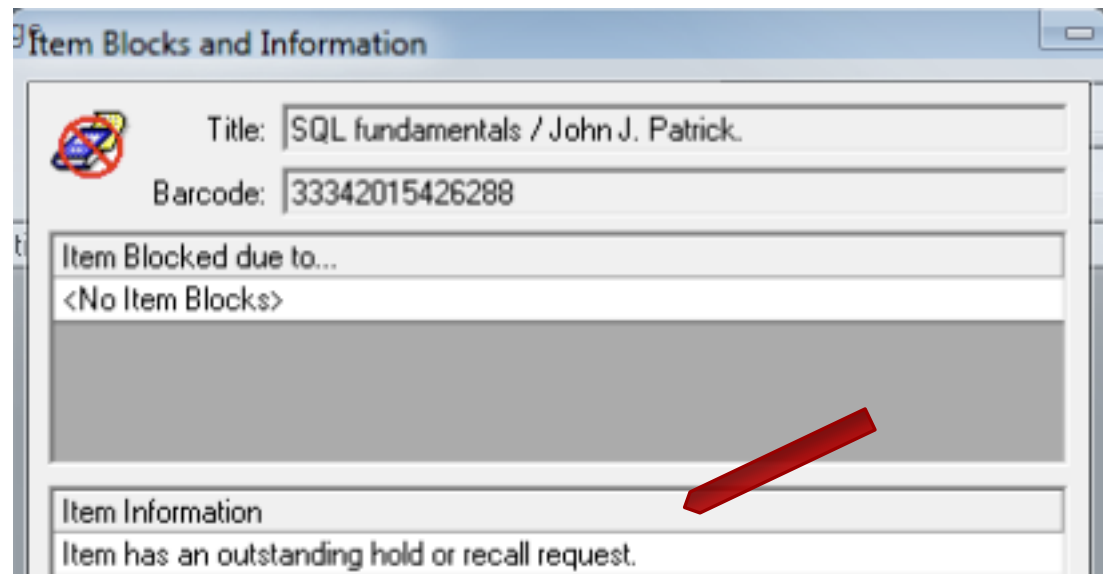 Item Blocks and Information
Title: SQL fundamentals / John J. Patrick.
Barcode: 33342015426288
Item Blocked due to...
<No Item Blocks>
Item Information
Item has an outstanding hold or recall request.